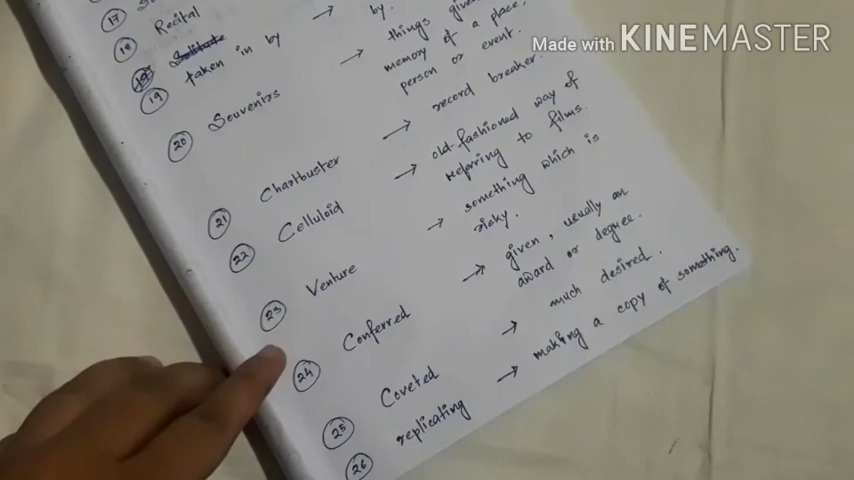 Made with KINEMASTER
17
18 Recital
by.
19 taken in by
20 Souvenirs → things given
memory of a place,
person or event.
21 Chartbuster → record breaker.
22 Celluloid → old-fashioned way of
referring to films.
23 Venture → something which is
risky.
24 Conferred → given, usually an
award or degree.
25 Coveted → much desired.
26 replicating → making a copy of something.